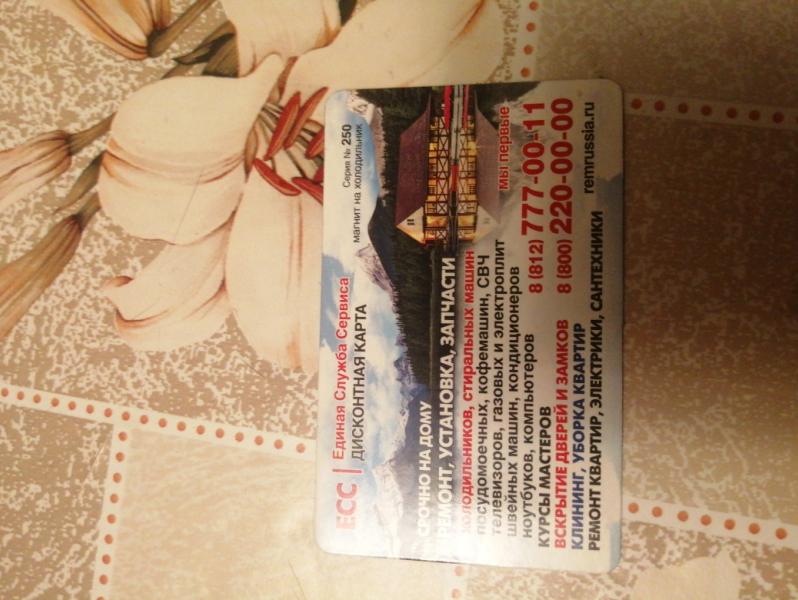 ЕСС | Единая Служба Сервиса
ДИСКОНТНАЯ КАРТА
Серия № 250
магнит на холодильник
СРОЧНО НА ДОМУ
РЕМОНТ, УСТАНОВКА, ЗАПЧАСТИ
холодильников, стиральных машин
посудомоечных, кофемашин, СВЧ
телевизоров, газовых и электроплит
швейных машин, кондиционеров
ноутбуков, компьютеров
мы первые
КУРСЫ МАСТЕРОВ
8 (812) 777-00-11
ВСКРЫТИЕ ДВЕРЕЙ И ЗАМКОВ
8 (800) 220-00-00
КЛИНИНГ, УБОРКА КВАРТИР
РЕМОНТ КВАРТИР, ЭЛЕКТРИКИ, САНТЕХНИКИ
remrussia.ru